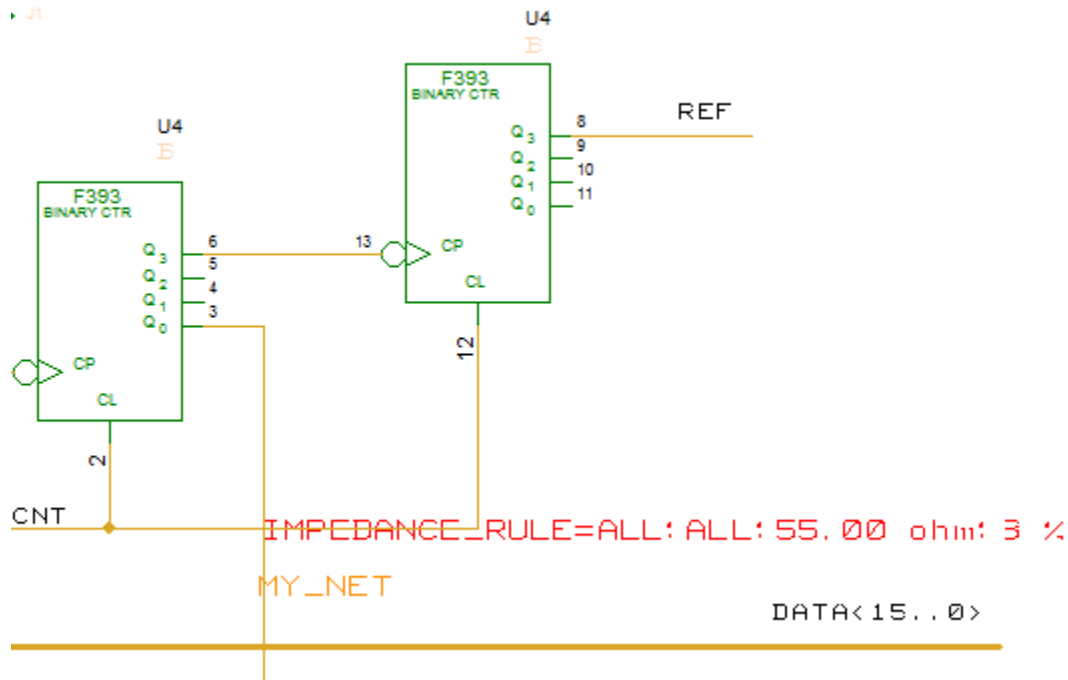 J1
U4
B
F393
BINARY CTR
Q3 8
Q2 9
Q1 10
Q0 11
REF
13
CP
CL
12
U4
B
F393
BINARY CTR
Q3 6
Q2 5
Q1 4
Q0 3
CP
CL
2
CNT
IMPEDANCE_RULE=ALL:ALL:55.00 ohm:3 %
MY_NET
DATA<15..0>